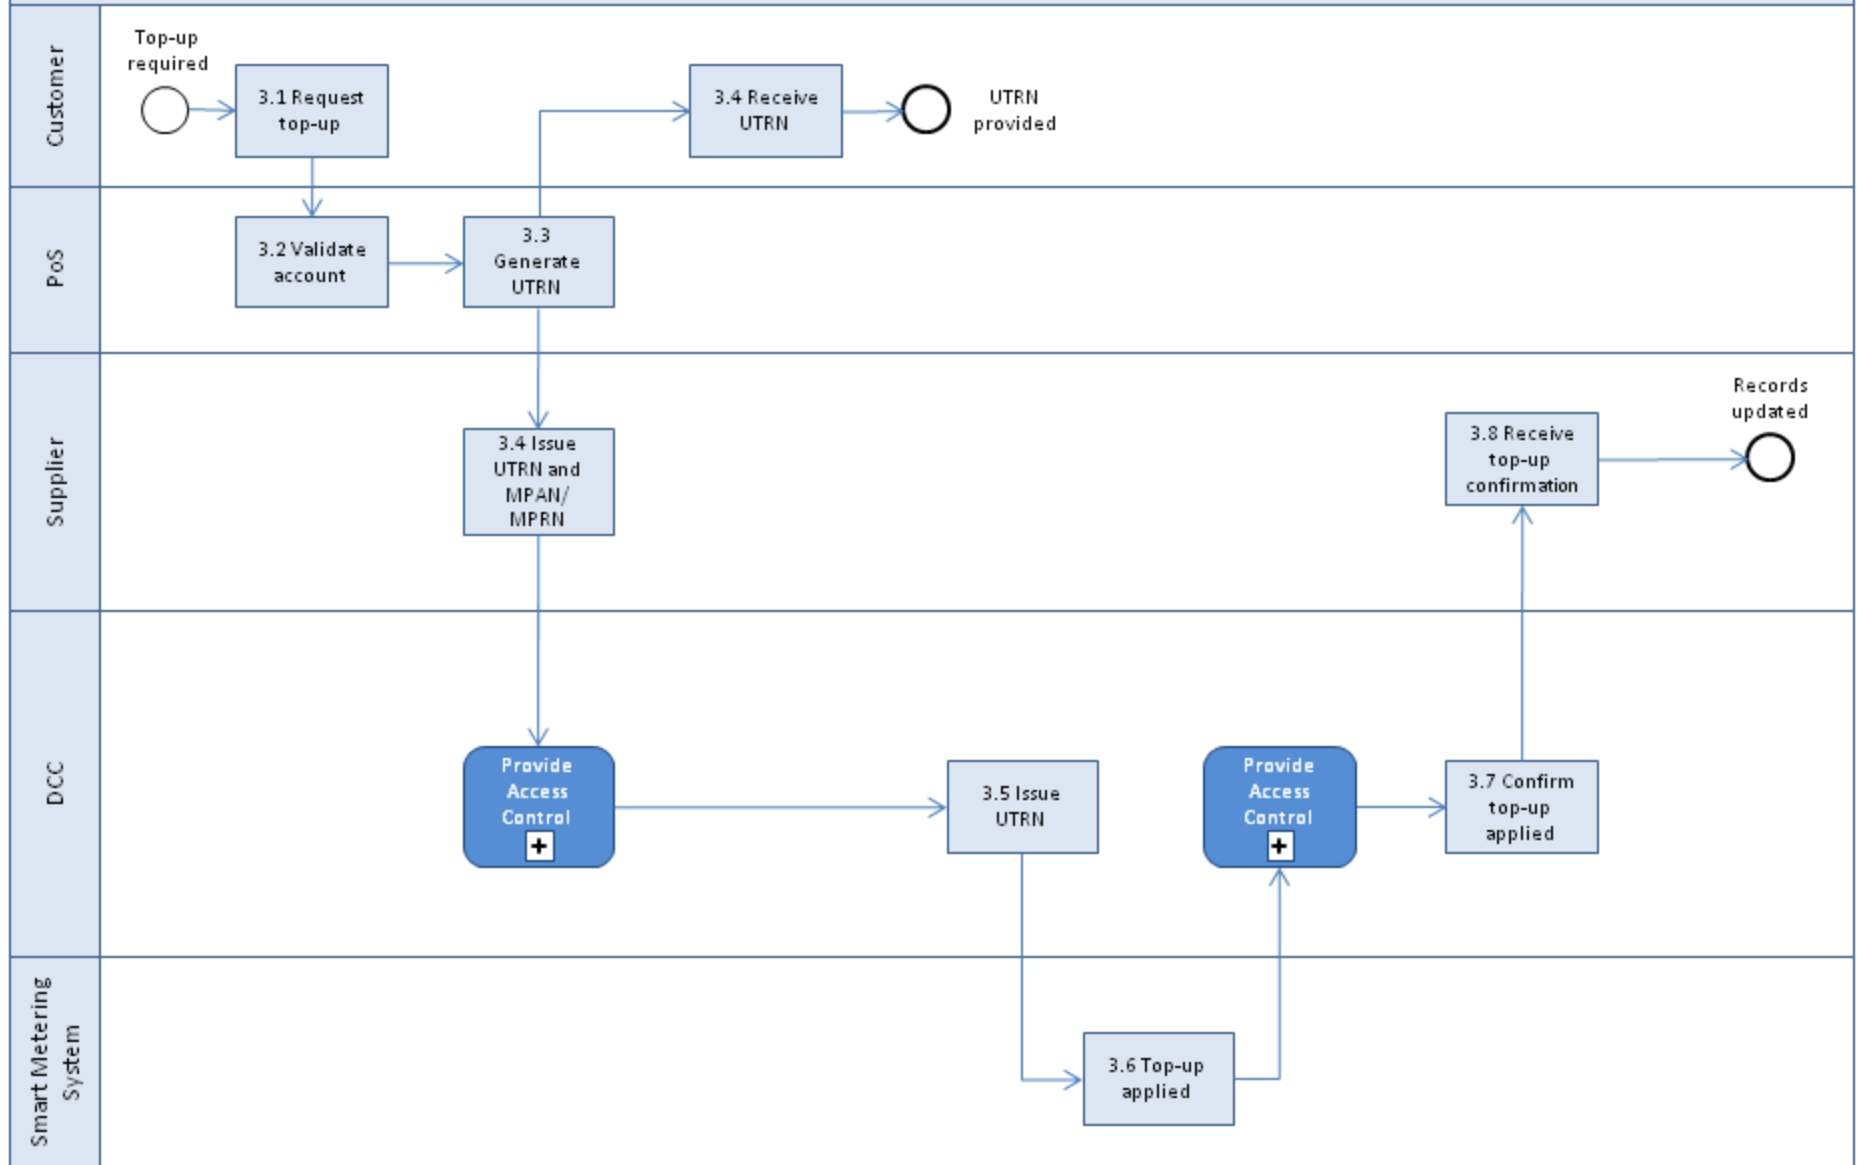 Customer
Top-up
required
3.1 Request
top-up
3.4 Receive
UTRN
UTRN
provided
PoS
3.2 Validate
account
3.3
Generate
UTRN
Supplier
3.4 Issue
UTRN and
MPAN/
MPRN
3.8 Receive
top-up
confirmation
Records
updated
DCC
Provide
Access
Control
3.5 Issue
UTRN
Provide
Access
Control
3.7 Confirm
top-up
applied
Smart Metering
System
3.6 Top-up
applied